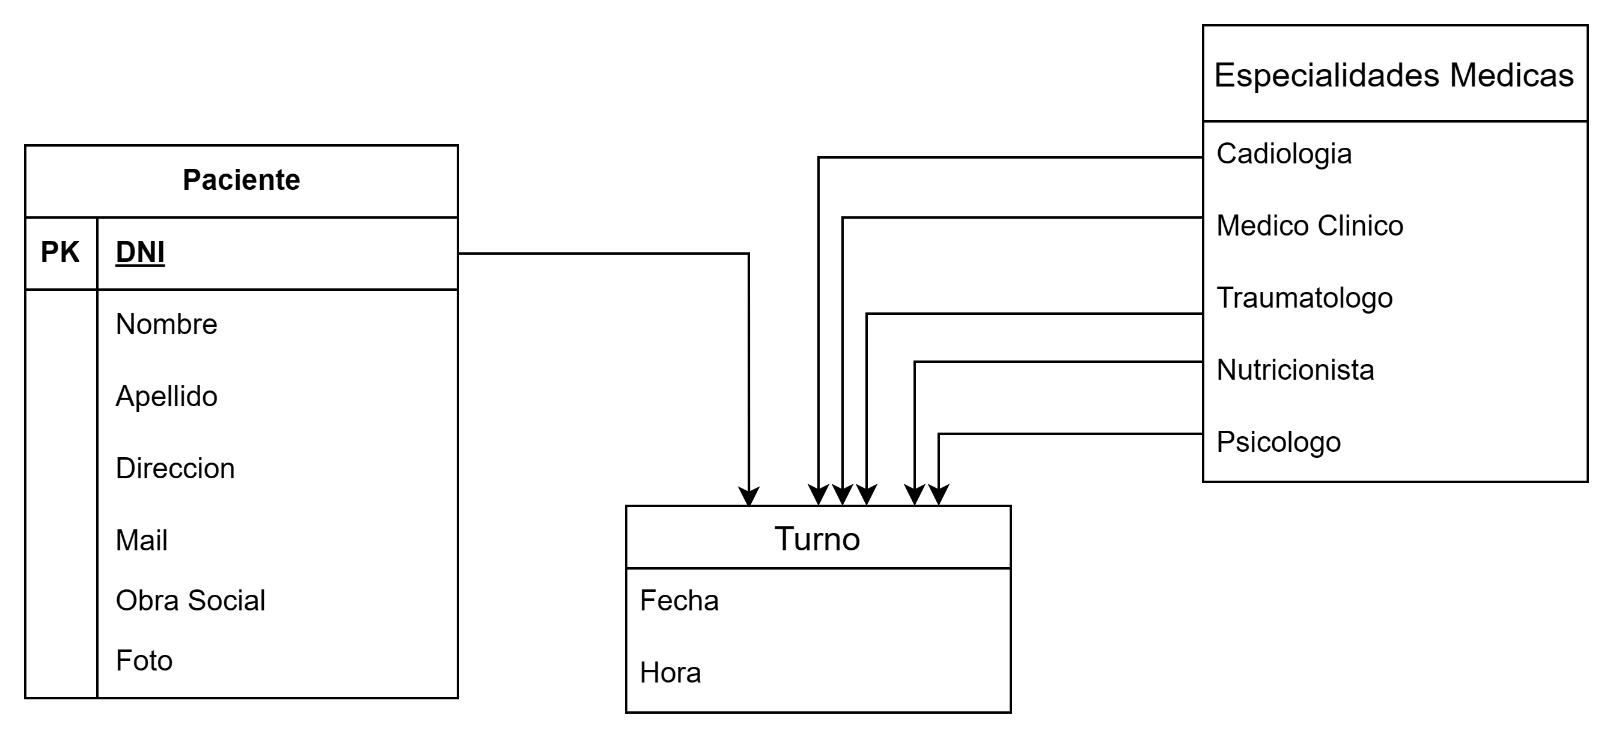 Paciente
PK DNI
Nombre
Apellido
Direccion
Mail
Obra Social
Foto
Turno
Fecha
Hora
Especialidades Medicas
Cadiologia
Medico Clinico
Traumatologo
Nutricionista
Psicologo